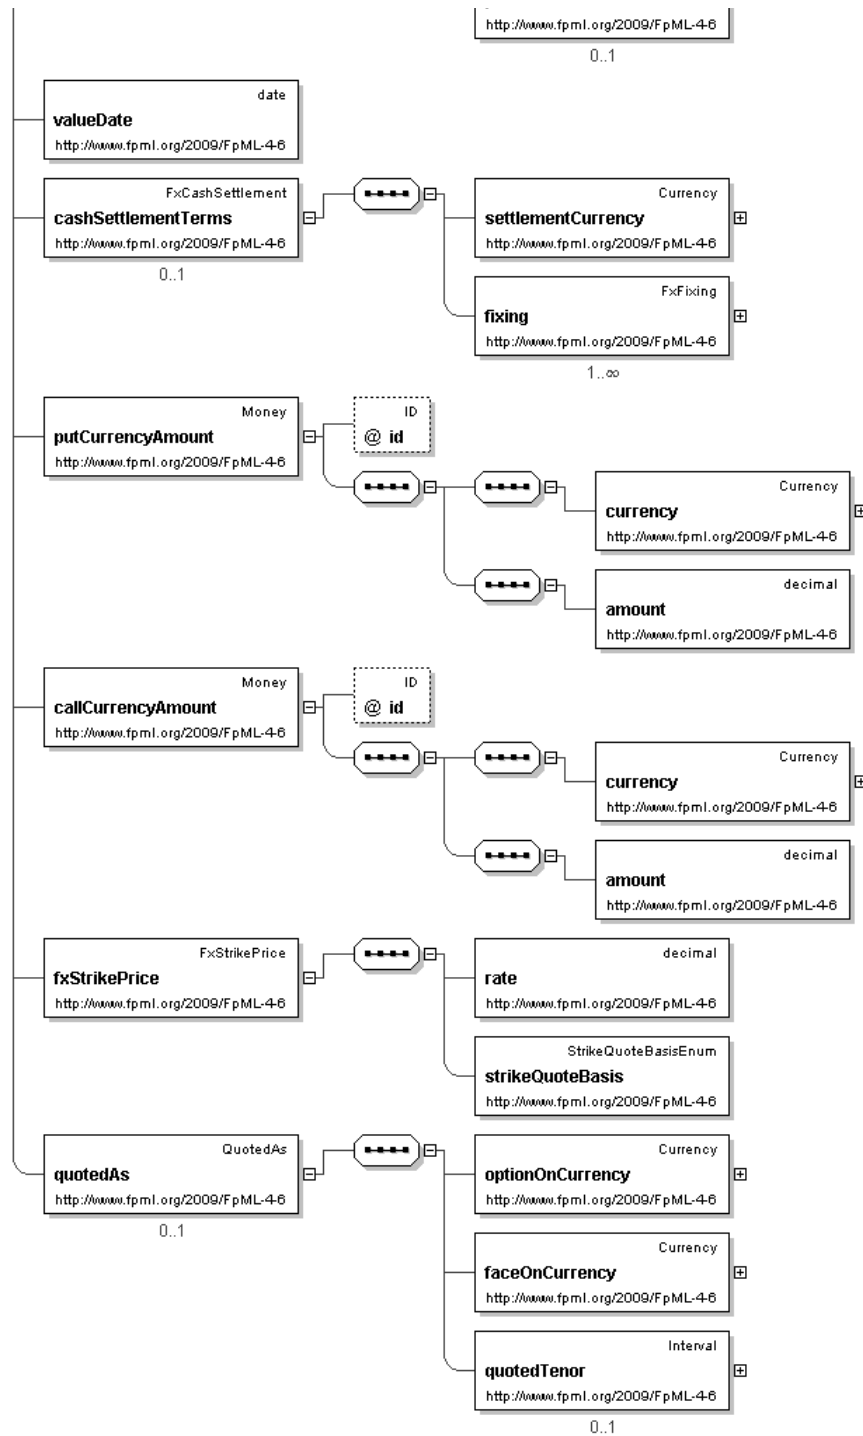 http://www.fpml.org/2009/FpML-4-6
0..1
date
valueDate
http://www.fpml.org/2009/FpML-4-6
FxCashSettlement
cashSettlementTerms
http://www.fpml.org/2009/FpML-4-6
0..1
Currency
settlementCurrency
http://www.fpml.org/2009/FpML-4-6
FxFixing
fixing
http://www.fpml.org/2009/FpML-4-6
1..∞
Money
putCurrencyAmount
http://www.fpml.org/2009/FpML-4-6
ID
@ id
Currency
currency
http://www.fpml.org/2009/FpML-4-6
decimal
amount
http://www.fpml.org/2009/FpML-4-6
Money
callCurrencyAmount
http://www.fpml.org/2009/FpML-4-6
ID
@ id
Currency
currency
http://www.fpml.org/2009/FpML-4-6
decimal
amount
http://www.fpml.org/2009/FpML-4-6
FxStrikePrice
fxStrikePrice
http://www.fpml.org/2009/FpML-4-6
decimal
rate
http://www.fpml.org/2009/FpML-4-6
StrikeQuoteBasisEnum
strikeQuoteBasis
http://www.fpml.org/2009/FpML-4-6
QuotedAs
quotedAs
http://www.fpml.org/2009/FpML-4-6
0..1
Currency
optionOnCurrency
http://www.fpml.org/2009/FpML-4-6
Currency
faceOnCurrency
http://www.fpml.org/2009/FpML-4-6
Interval
quotedTenor
http://www.fpml.org/2009/FpML-4-6
0..1